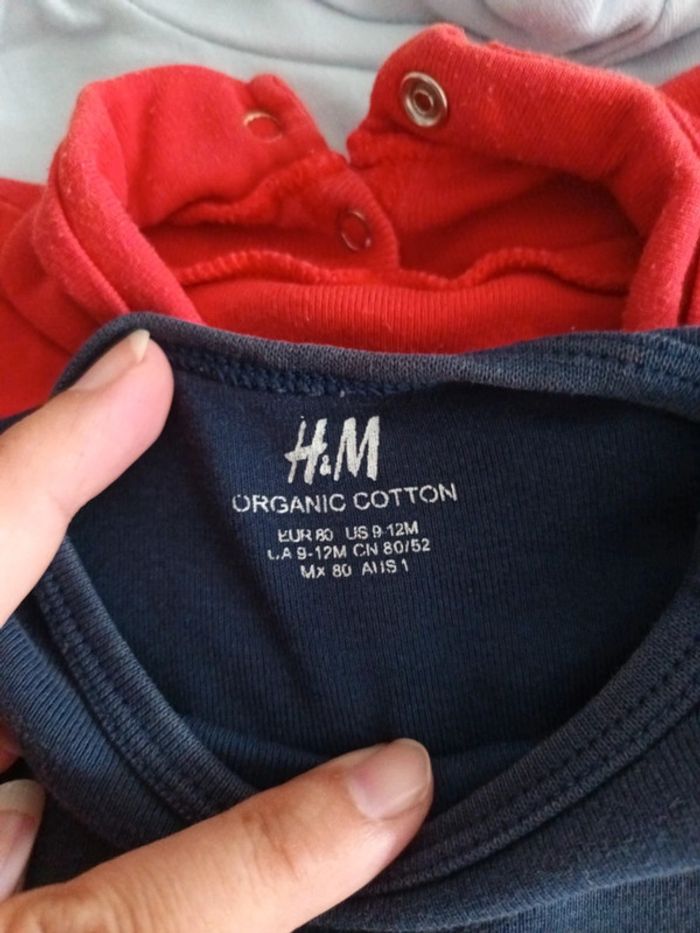 H&M
ORGANIC COTTON
EUR 80 US 9-12M
CA 9-12M CN 80/52
MX 80 AUS 1